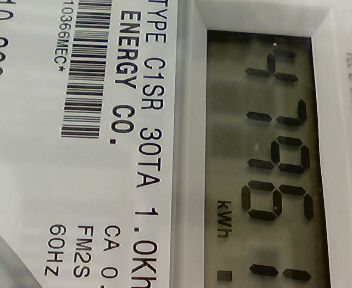 kWh
TYPE C1SR 30TA 1.0Kh
ENERGY CO. CA 0.
FM2S
10366MEC* 60Hz